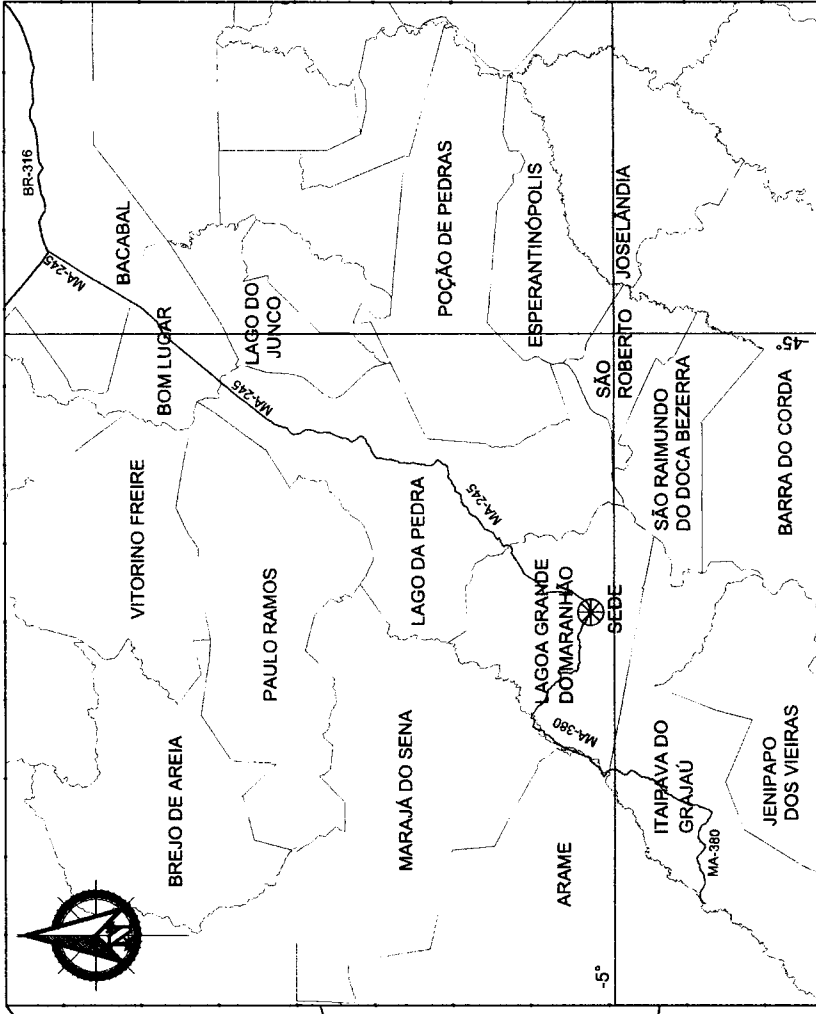 BR-316
MA-245
BACABAL
BOM LUGAR
LAGO DO
JUNCO
MA-245
VITORINO FREIRE
POÇÃO DE PEDRAS
PAULO RAMOS
BREJO DE AREIA
LAGO DA PEDRA
MA-245
ESPERANTINÓPOLIS
MARAJÁ DO SENA
LAGOA GRANDE
DO MARANHÃO
SEDE
MA-380
ARAME
SÃO
ROBERTO
JOSELÂNDIA
-5°
45°
SÃO RAIMUNDO
DO DOCA BEZERRA
ITAIPAVA DO
GRAJAÚ
MA-380
JENIPAPO
DOS VIEIRAS
BARRA DO CORDA